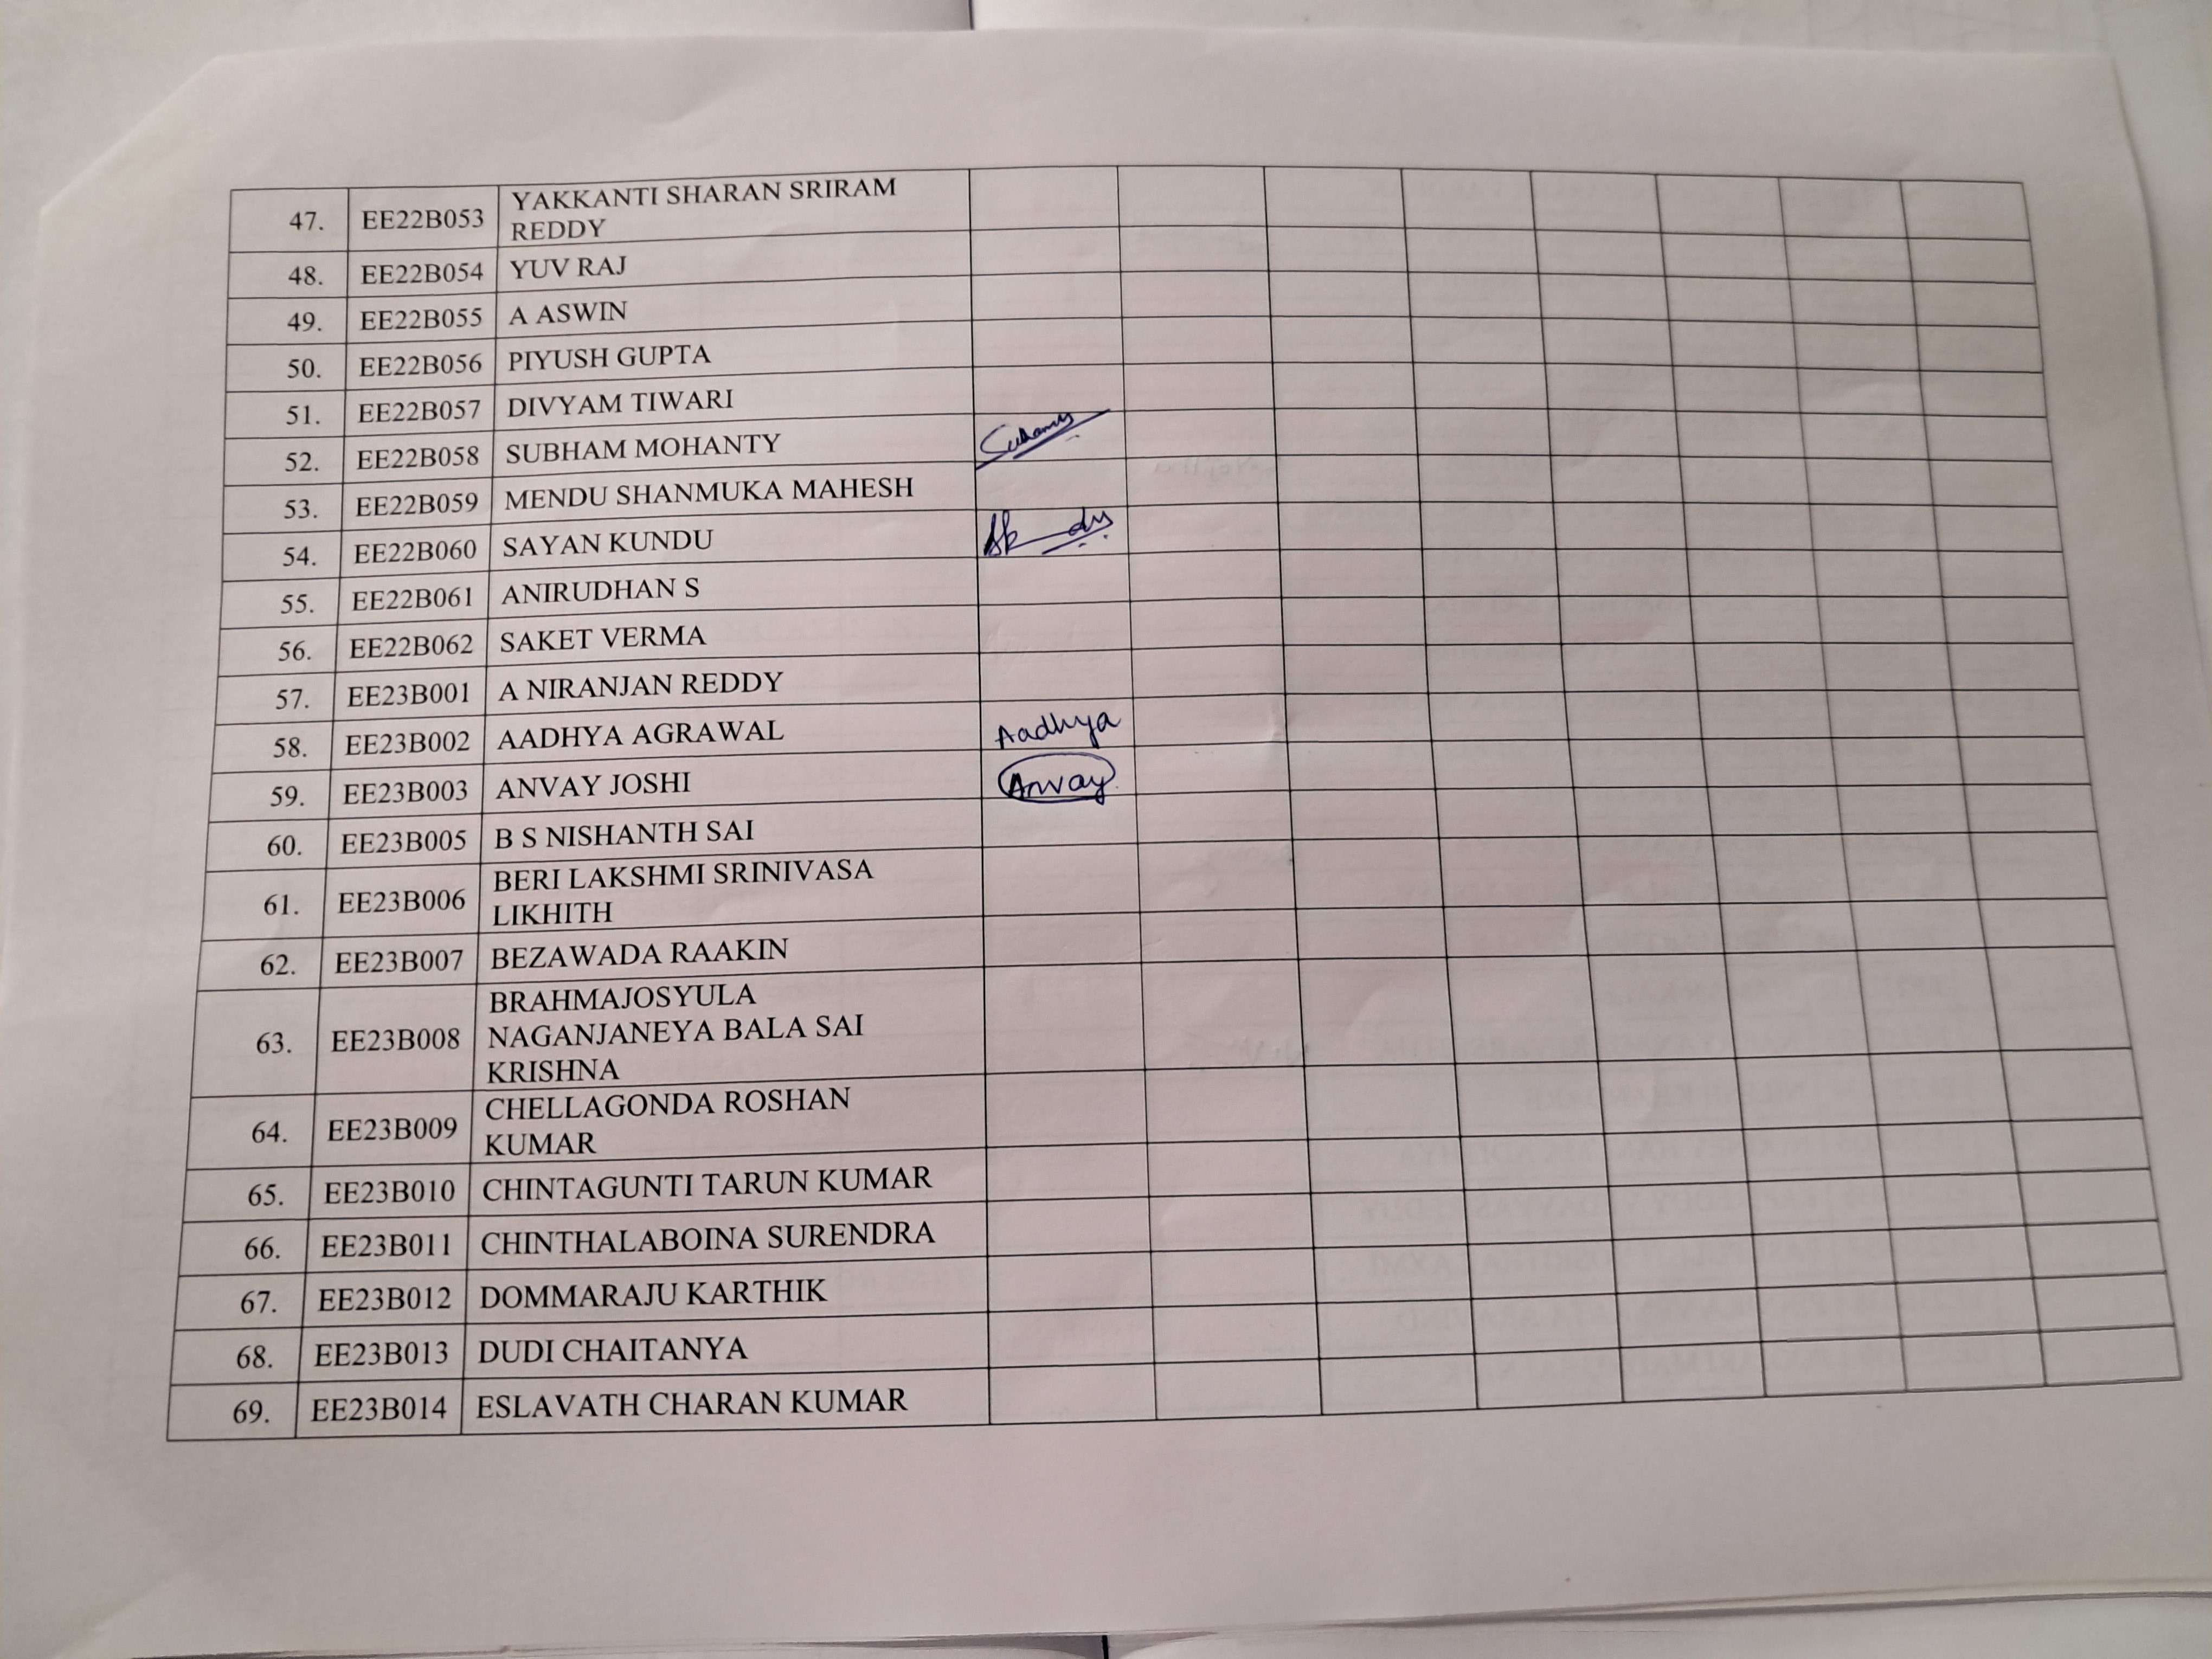 47. EE22B053 YAKKANTI SHARAN SRIRAM
REDDY
48. EE22B054 YUV RAJ
49. EE22B055 A ASWIN
50. EE22B056 PIYUSH GUPTA
51. EE22B057 DIVYAM TIWARI
52. EE22B058 SUBHAM MOHANTY
53. EE22B059 MENDU SHANMUKA MAHESH
54. EE22B060 SAYAN KUNDU
55. EE22B061 ANIRUDHAN S
56. EE22B062 SAKET VERMA
57. EE23B001 A NIRANJAN REDDY
58. EE23B002 AADHYA AGRAWAL Aadhya
59. EE23B003 ANVAY JOSHI Anvay
60. EE23B005 B S NISHANTH SAI
61. EE23B006 BERI LAKSHMI SRINIVASA
LIKHITH
62. EE23B007 BEZAWADA RAAKIN
63. EE23B008 BRAHMAJOSYULA
NAGANJANEYA BALA SAI
KRISHNA
64. EE23B009 CHELLAGONDA ROSHAN
KUMAR
65. EE23B010 CHINTAGUNTI TARUN KUMAR
66. EE23B011 CHINTHALABOINA SURENDRA
67. EE23B012 DOMMARAJU KARTHIK
68. EE23B013 DUDI CHAITANYA
69. EE23B014 ESLAVATH CHARAN KUMAR